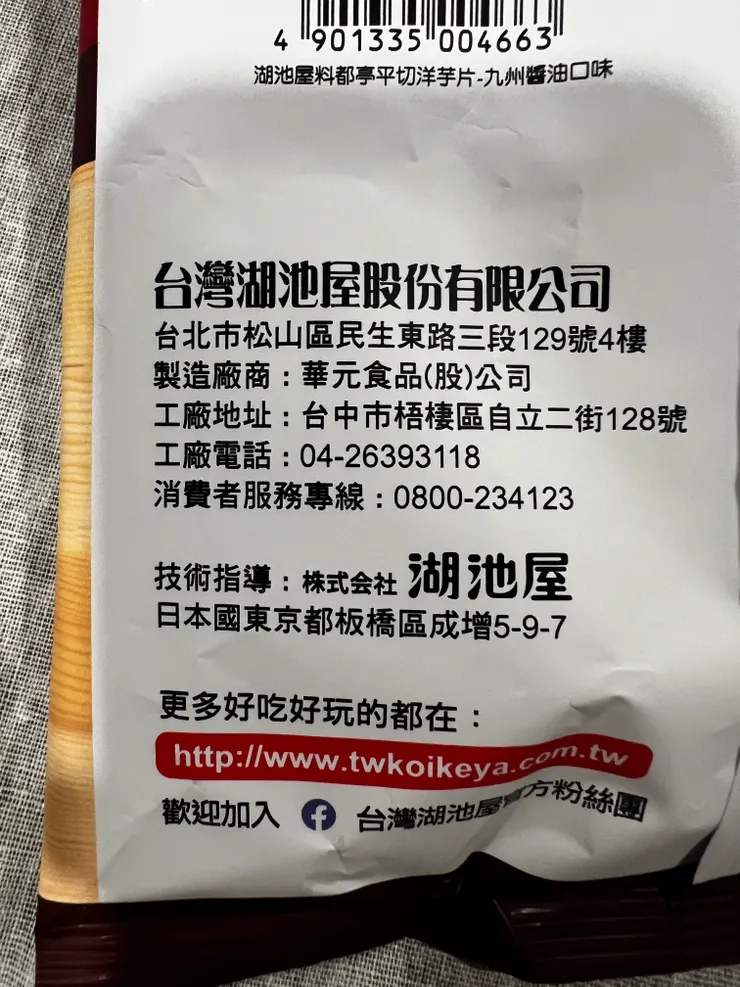 4 901335 004663
湖池屋料都亭平切洋芋片-九州醬油口味
台灣湖池屋股份有限公司
台北市松山區民生東路三段129號4樓
製造廠商：華元食品(股)公司
工廠地址：台中市梧棲區自立二街128號
工廠電話：04-26393118
消費者服務專線：0800-234123
技術指導：株式会社 湖池屋
日本國東京都板橋區成增5-9-7
更多好吃好玩的都在：
http://www.twkoikeya.com.tw
歡迎加入 f 台灣湖池屋官方粉絲團